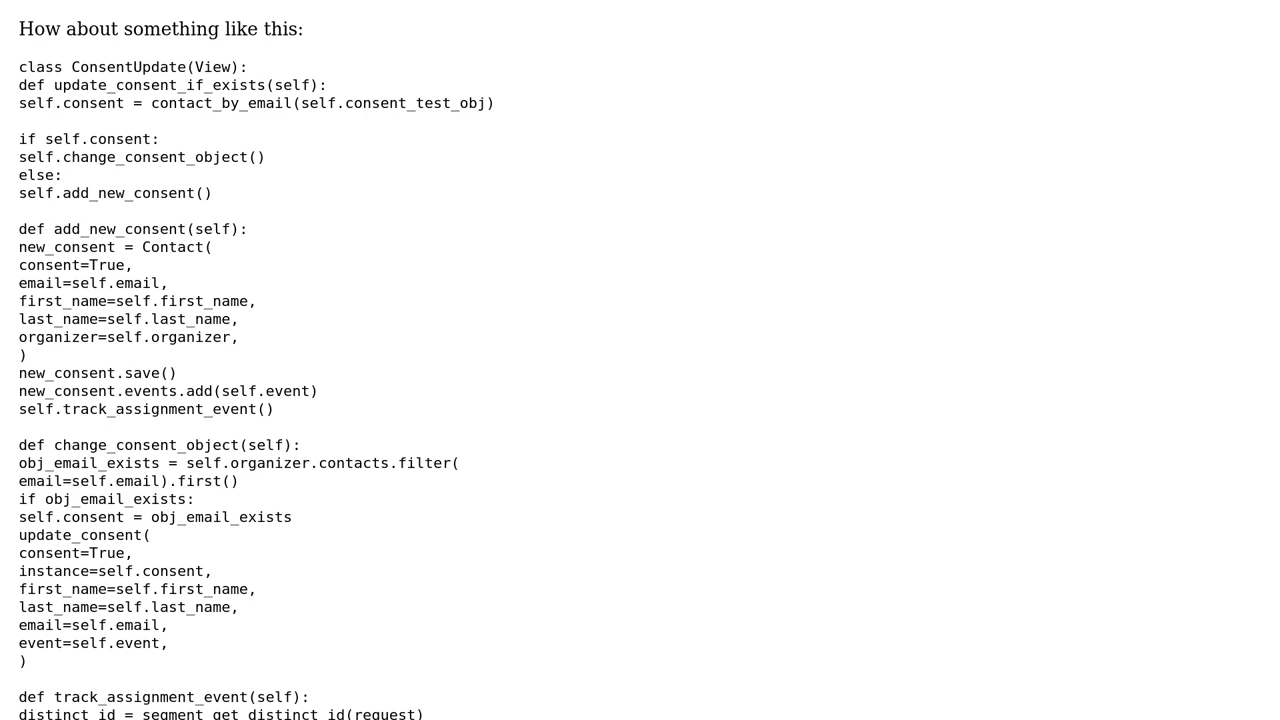 How about something like this:
class ConsentUpdate(View):
def update_consent_if_exists(self):
self.consent = contact_by_email(self.consent_test_obj)
if self.consent:
self.change_consent_object()
else:
self.add_new_consent()
def add_new_consent(self):
new_consent = Contact(
consent=True,
email=self.email,
first_name=self.first_name,
last_name=self.last_name,
organizer=self.organizer,
)
new_consent.save()
new_consent.events.add(self.event)
self.track_assignment_event()
def change_consent_object(self):
obj_email_exists = self.organizer.contacts.filter(
email=self.email).first()
if obj_email_exists:
self.consent = obj_email_exists
update_consent(
consent=True,
instance=self.consent,
first_name=self.first_name,
last_name=self.last_name,
email=self.email,
event=self.event,
)
def track_assignment_event(self):
distinct_id = segment_get_distinct_id(request)